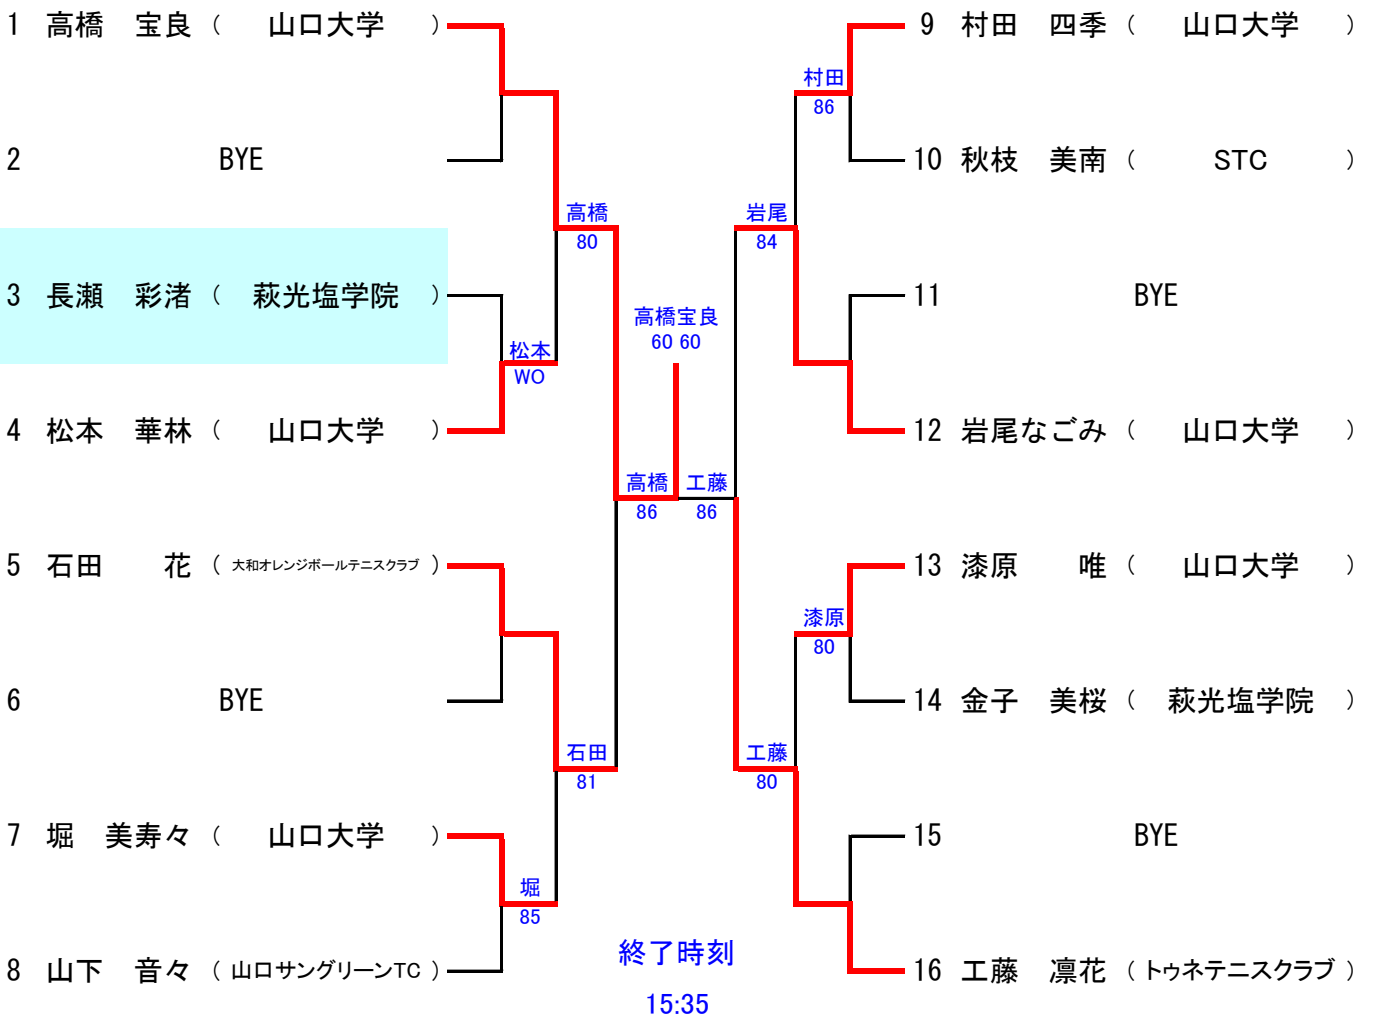 1 高橋　宝良 （ 山口大学 ）
2 BYE
3 長瀬　彩渚 （ 萩光塩学院 ）
4 松本　華林 （ 山口大学 ）
5 石田　　花 （ 大和オレンジボールテニスクラブ ）
6 BYE
7 堀　美寿々 （ 山口大学 ）
8 山下　音々 （ 山口サングリーンTC ）
松本
WO
堀
85
高橋
80
石田
81
高橋
86
高橋宝良
60 60
工藤
86
岩尾
84
工藤
80
村田
86
漆原
80
9 村田　四季 （ 山口大学 ）
10 秋枝　美南 （ STC ）
11 BYE
12 岩尾なごみ （ 山口大学 ）
13 漆原　　唯 （ 山口大学 ）
14 金子　美桜 （ 萩光塩学院 ）
15 BYE
16 工藤　凛花 （ トゥネテニスクラブ ）
終了時刻
15:35